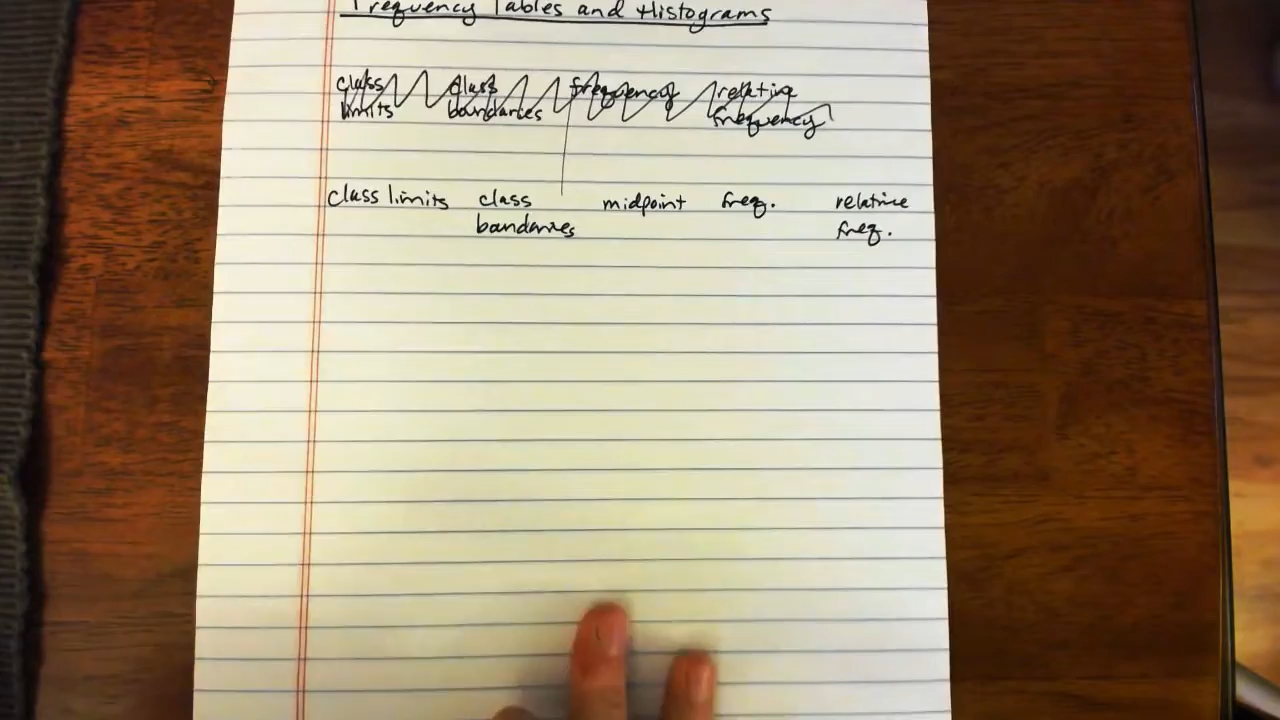 Frequency Tables and Histograms
class class frequency relative
limits boundaries frequency
class limits class midpoint freq. relative
boundaries freq.